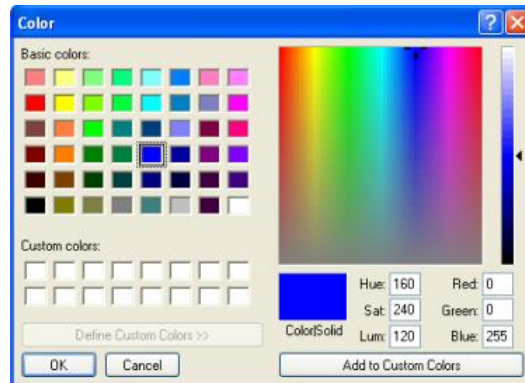 Color
Basic colors:
Custom colors:
Define Custom Colors >>
OK Cancel
Hue: 160 Red: 0
Sat: 240 Green: 0
Color|Solid Lum: 120 Blue: 255
Add to Custom Colors